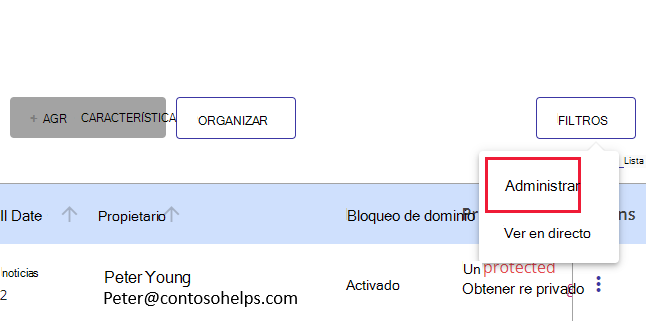 + AGR CARACTERÍSTICA
ORGANIZAR
FILTROS
_Lista
Administrar
ll Date
Propietario
Bloqueo de dominio
ns
Ver en directo
noticias
2
Peter Young
Peter@contosohelps.com
Activado
Un protected
Obtener re privado